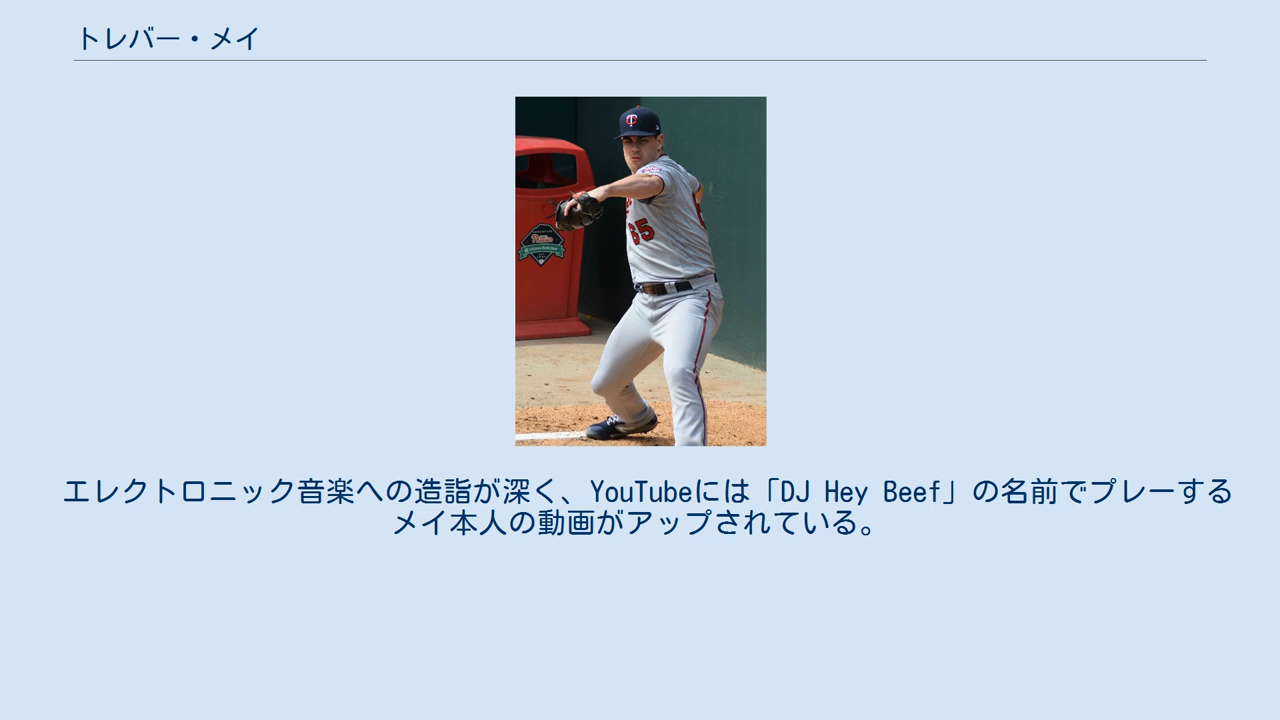 トレバー・メイ
TC
65
Phillies
エレクトロニック音楽への造詣が深く、YouTubeには「DJ Hey Beef」の名前でプレーする
メイ本人の動画がアップされている。